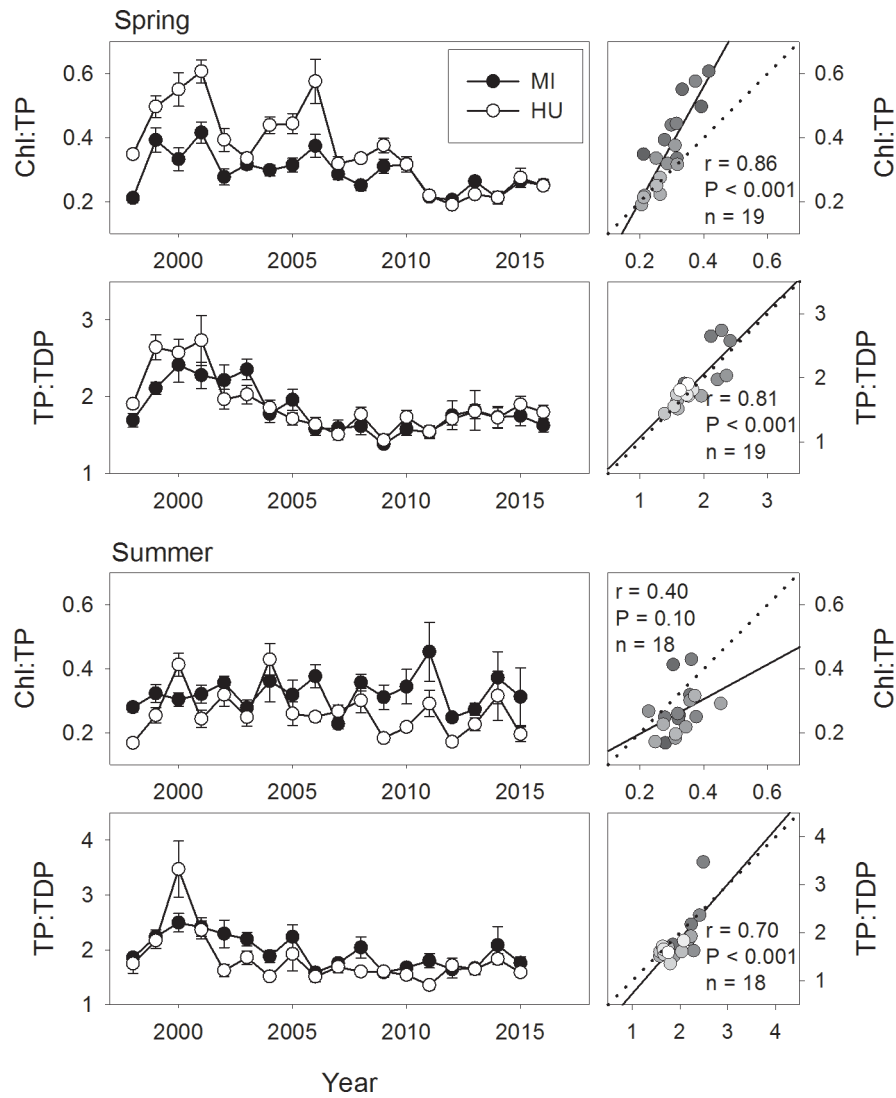 Spring
Chl:TP
0.6
0.4
0.2
MI
HU
2000
2005
2010
2015
r = 0.86
P < 0.001
n = 19
0.2
0.4
0.6
0.6
0.4
0.2
Chl:TP
TP:TDP
3
2
1
2000
2005
2010
2015
r = 0.81
P < 0.001
n = 19
1
2
3
3
2
1
TP:TDP
Summer
Chl:TP
0.6
0.4
0.2
2000
2005
2010
2015
r = 0.40
P = 0.10
n = 18
0.2
0.4
0.6
0.6
0.4
0.2
Chl:TP
TP:TDP
4
3
2
1
2000
2005
2010
2015
r = 0.70
P < 0.001
n = 18
1
2
3
4
4
3
2
1
TP:TDP
Year